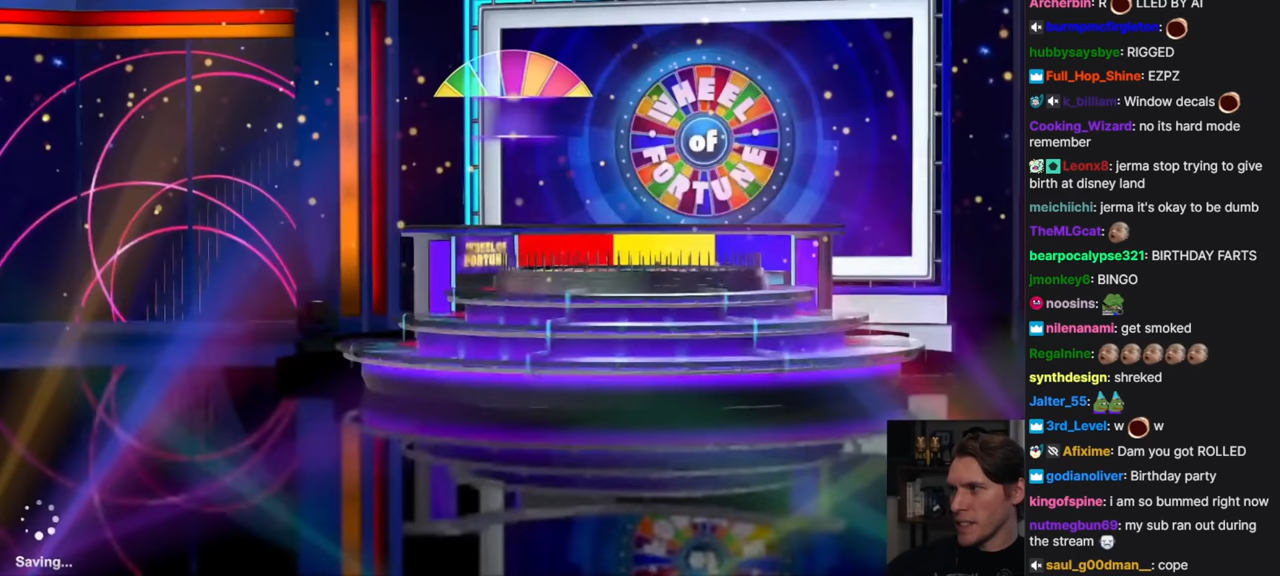 WHEEL
of
FORTUNE
WHEEL OF
FORTUNE
Saving...
Archerbin: R LLED BY AI
burmpmcfingleton:
hubbysaysbye: RIGGED
Full_Hop_Shine: EZPZ
k_billiam: Window decals
Cooking_Wizard: no its hard mode
remember
Leonx8: jerma stop trying to give
birth at disney land
meichiichi: jerma it's okay to be dumb
TheMLGcat:
bearpocalypse321: BIRTHDAY FARTS
jmonkey6: BINGO
noosins:
nilenanami: get smoked
Regalnine:
synthdesign: shreked
Jalter_55:
3rd_Level: w w
Afixime: Dam you got ROLLED
godianoliver: Birthday party
kingofspine: i am so bummed right now
nutmegbun69: my sub ran out during
the stream
saul_g00dman__: cope